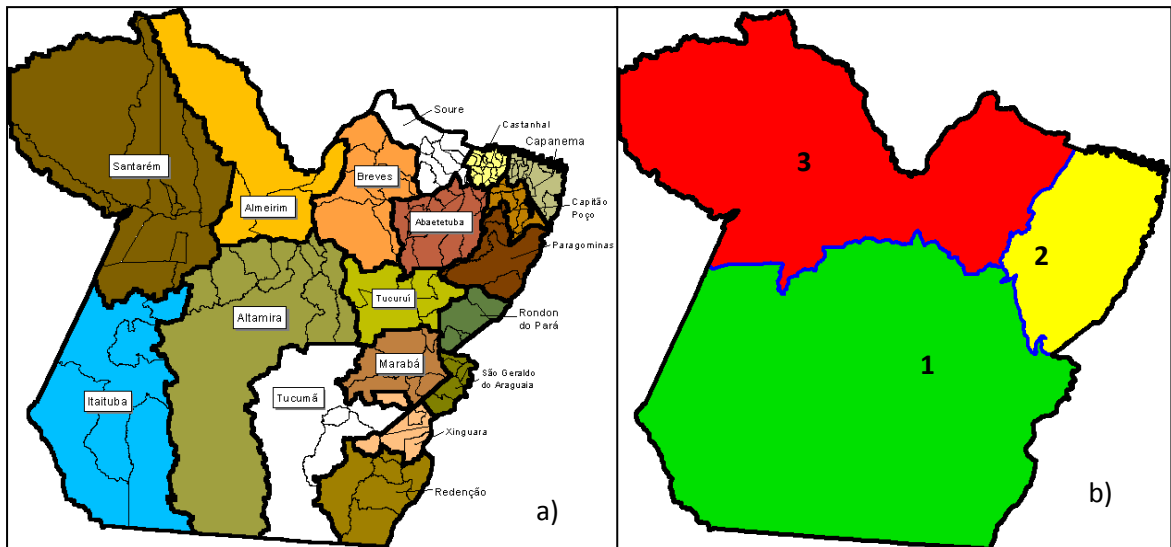 Soure
Castanhal
Capanema
Santarém
Breves
Almeirim
Abaetetuba
Capitão
Poço
Paragominas
Tucuruí
Altamira
Rondon
do Pará
Marabá
São Geraldo
do Araguaia
Itaituba
Tucumã
Xinguara
Redenção
a)
3
2
1
b)